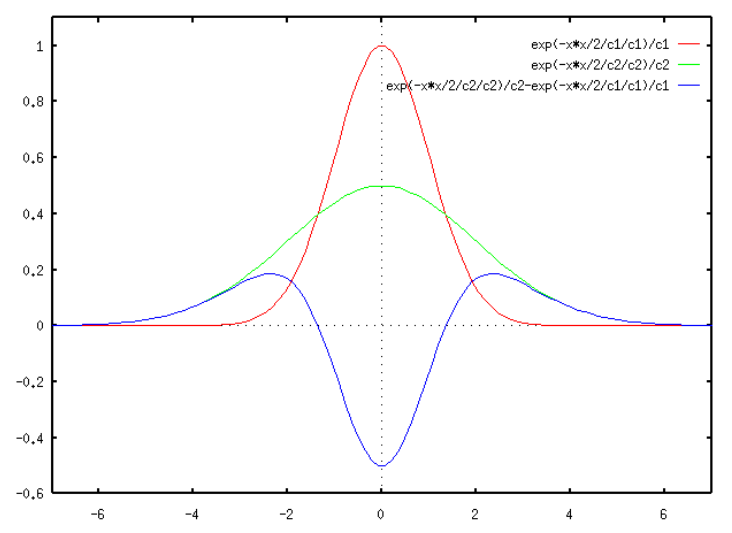 exp(-x*x/2/c1/c1)/c1
exp(-x*x/2/c2/c2)/c2
exp(-x*x/2/c2/c2)/c2-exp(-x*x/2/c1/c1)/c1
1
0.8
0.6
0.4
0.2
0
-0.2
-0.4
-0.6
-6 -4 -2 0 2 4 6